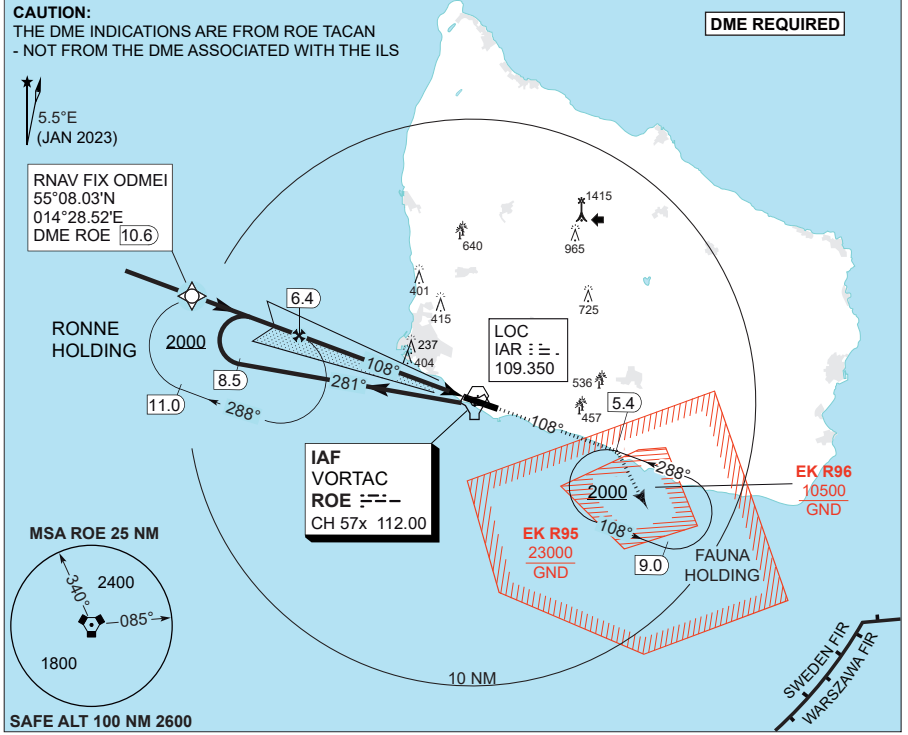 CAUTION:
THE DME INDICATIONS ARE FROM ROE TACAN
- NOT FROM THE DME ASSOCIATED WITH THE ILS
DME REQUIRED
5.5°E
(JAN 2023)
RNAV FIX ODMEI
55°08.03'N
014°28.52'E
DME ROE 10.6
1415
965
640
401
415
725
237
404
6.4
RONNE
HOLDING
2000
8.5
11.0
288°
108°
281°
LOC
IAR
109.350
536
457
5.4
108°
288°
2000
108°
9.0
FAUNA
HOLDING
IAF
VORTAC
ROE
CH 57x 112.00
EK R96
10500
GND
EK R95
23000
GND
MSA ROE 25 NM
340°
2400
085°
1800
SAFE ALT 100 NM 2600
10 NM
SWEDEN FIR
WARSZAWA FIR